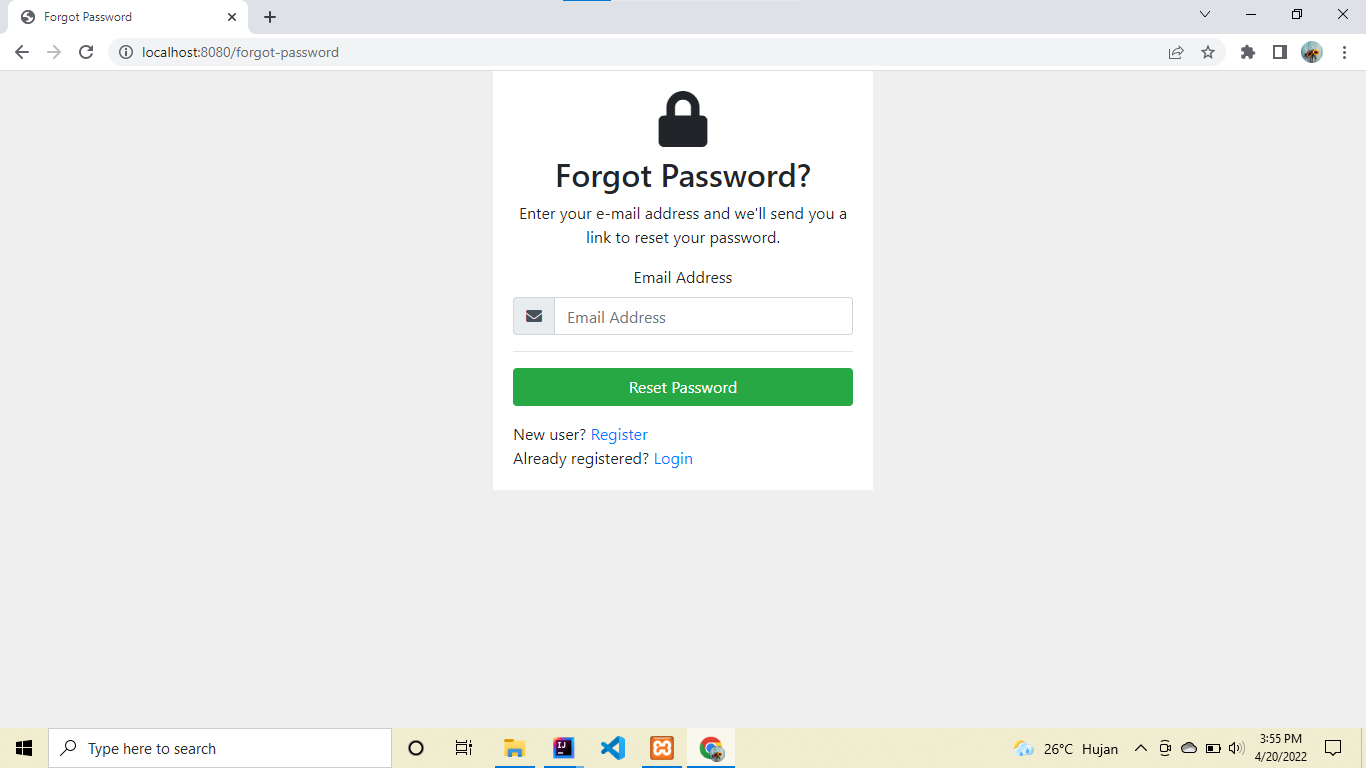 Forgot Password
localhost:8080/forgot-password
Forgot Password?
Enter your e-mail address and we'll send you a
link to reset your password.
Email Address
Email Address
Reset Password
New user? Register
Already registered? Login
Type here to search
IJ
26°C Hujan
3:55 PM
4/20/2022